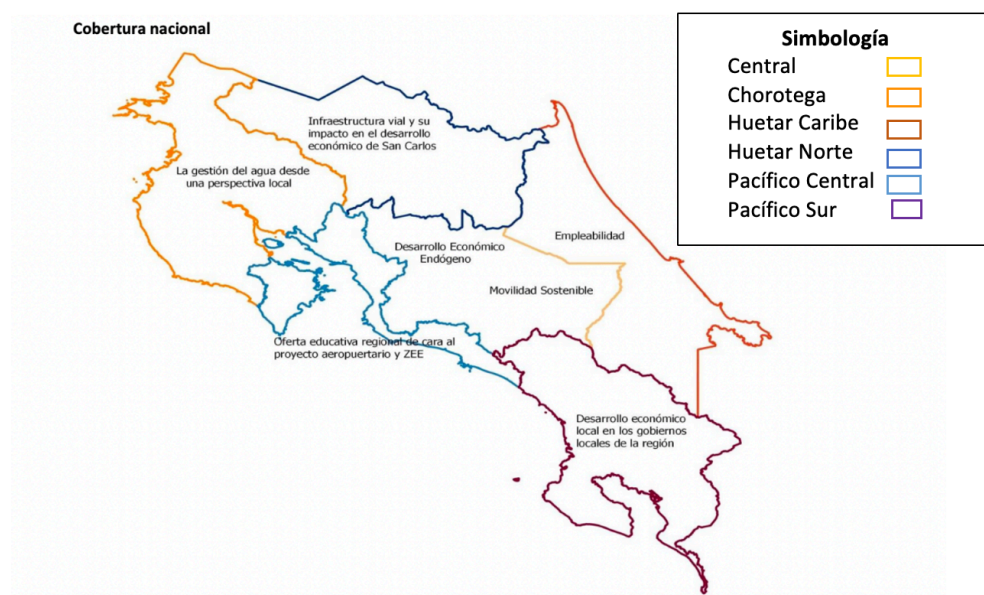 Cobertura nacional
Simbología
Central
Chorotega
Huetar Caribe
Huetar Norte
Pacífico Central
Pacífico Sur
Infraestructura vial y su
impacto en el desarrollo
económico de San Carlos
La gestión del agua desde
una perspectiva local
Empleabilidad
Desarrollo Económico
Endógeno
Movilidad Sostenible
Oferta educativa regional de cara al
proyecto aeropuertario y ZEE
Desarrollo económico
local en los gobiernos
locales de la región